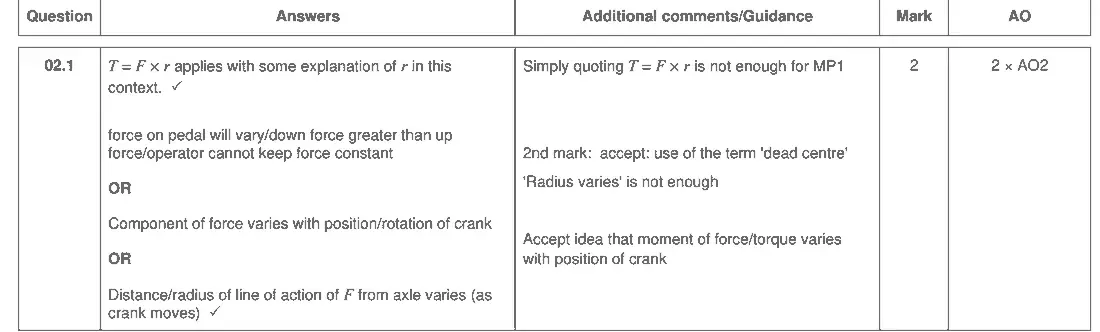 Question Answers Additional comments/Guidance Mark AO
02.1 T = F × r applies with some explanation of r in this Simply quoting T = F × r is not enough for MP1 2 2 × AO2
context. ✓
force on pedal will vary/down force greater than up
force/operator cannot keep force constant 2nd mark: accept: use of the term 'dead centre'
'Radius varies' is not enough
OR
Component of force varies with position/rotation of crank
Accept idea that moment of force/torque varies
OR with position of crank
Distance/radius of line of action of F from axle varies (as
crank moves) ✓